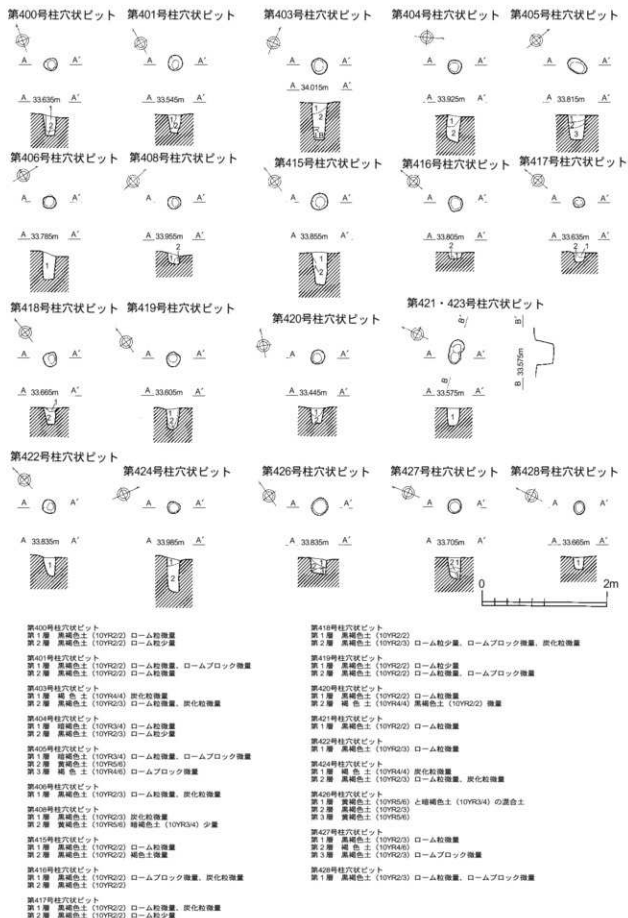 第400号柱穴状ピット 第401号柱穴状ピット 第403号柱穴状ピット 第404号柱穴状ピット 第405号柱穴状ピット
A A' A A' A A' A A' A A'
A 33.635m A' A 33.545m A' A 34.015m A' A 33.925m A' A 33.815m A'
1 2 1 2 1 2 1 2 3
第406号柱穴状ピット 第408号柱穴状ピット 第415号柱穴状ピット 第416号柱穴状ピット 第417号柱穴状ピット
A A' A A' A A' A A' A A'
A 33.785m A' A 33.955m A' A 33.855m A' A 33.805m A' A 33.635m A'
1 2 1 1 2 2 1 2 1
第418号柱穴状ピット 第419号柱穴状ピット 第420号柱穴状ピット 第421・423号柱穴状ピット
A A' A A' A A' A A' B B' B 33.575m B'
A 33.665m A' A 33.605m A' A 33.445m A' A 33.575m A'
1 2 1 2 1 2 1
第422号柱穴状ピット 第424号柱穴状ピット 第426号柱穴状ピット 第427号柱穴状ピット 第428号柱穴状ピット
A A' A A' A A' A A' A A'
A 33.835m A' A 33.985m A' A 33.835m A' A 33.705m A' A 33.665m A'
1 1 2 2 1 1
0 2m
第400号柱穴状ピット
第1層 黒褐色土（10YR2/2）ローム粒微量
第2層 黒褐色土（10YR2/2）ローム粒少量
第401号柱穴状ピット
第1層 黒褐色土（10YR2/2）ローム粒微量、ロームブロック微量
第2層 黒褐色土（10YR2/2）ローム粒微量
第403号柱穴状ピット
第1層 褐色土（10YR4/4）炭化粒微量
第2層 黒褐色土（10YR2/3）ローム粒微量、炭化粒微量
第404号柱穴状ピット
第1層 暗褐色土（10YR3/4）ローム粒微量
第2層 黒褐色土（10YR2/3）ローム粒少量
第405号柱穴状ピット
第1層 暗褐色土（10YR3/4）ローム粒微量、ロームブロック微量
第2層 黄褐色土（10YR5/6）
第3層 褐色土（10YR4/6）ロームブロック微量
第406号柱穴状ピット
第1層 黒褐色土（10YR2/3）ローム粒微量、炭化粒微量
第408号柱穴状ピット
第1層 黒褐色土（10YR2/3）炭化粒微量
第2層 黄褐色土（10YR5/6）暗褐色土（10YR3/4）少量
第415号柱穴状ピット
第1層 黒褐色土（10YR2/2）ローム粒微量
第2層 黒褐色土（10YR2/2）褐色土微量
第416号柱穴状ピット
第1層 黒褐色土（10YR2/2）ロームブロック微量、炭化粒微量
第2層 黒褐色土（10YR2/2）
第417号柱穴状ピット
第1層 黒褐色土（10YR2/2）ローム粒微量、炭化粒微量
第2層 黒褐色土（10YR2/2）ローム粒少量
第418号柱穴状ピット
第1層 黒褐色土（10YR2/2）
第2層 黒褐色土（10YR2/3）ローム粒少量、ロームブロック微量、炭化粒微量
第419号柱穴状ピット
第1層 黒褐色土（10YR2/2）ローム粒少量
第2層 黒褐色土（10YR2/2）ローム粒微量、ロームブロック微量
第420号柱穴状ピット
第1層 黒褐色土（10YR2/2）ローム粒微量
第2層 褐色土（10YR4/4）黒褐色土（10YR2/2）微量
第421号柱穴状ピット
第1層 黒褐色土（10YR2/2）ローム粒微量
第422号柱穴状ピット
第1層 黒褐色土（10YR2/3）ローム粒微量
第424号柱穴状ピット
第1層 褐色土（10YR4/4）炭化粒微量
第2層 黒褐色土（10YR2/3）ローム粒微量、炭化粒微量
第426号柱穴状ピット
第1層 黄褐色土（10YR5/6）と暗褐色土（10YR3/4）の混合土
第2層 黒褐色土（10YR2/3）
第3層 黄褐色土（10YR5/6）
第427号柱穴状ピット
第1層 黒褐色土（10YR2/3）ローム粒微量
第2層 褐色土（10YR4/6）
第3層 黒褐色土（10YR2/3）ロームブロック微量
第428号柱穴状ピット
第1層 黒褐色土（10YR2/3）ローム粒微量、ロームブロック微量